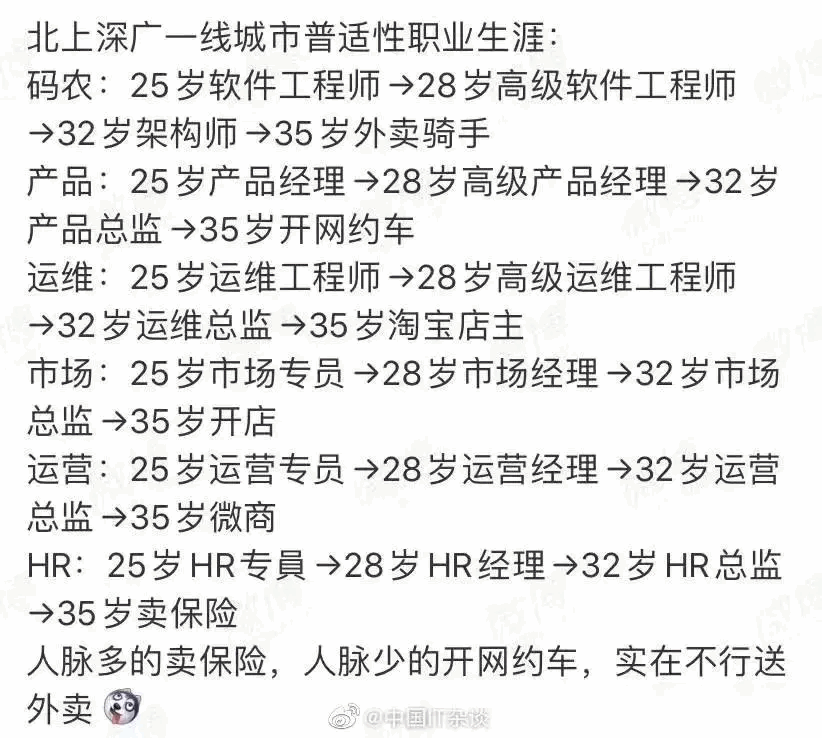 北上深广一线城市普适性职业生涯：
码农：25岁软件工程师→28岁高级软件工程师
→32岁架构师→35岁外卖骑手
产品：25岁产品经理→28岁高级产品经理→32岁
产品总监→35岁开网约车
运维：25岁运维工程师→28岁高级运维工程师
→32岁运维总监→35岁淘宝店主
市场：25岁市场专员→28岁市场经理→32岁市场
总监→35岁开店
运营：25岁运营专员→28岁运营经理→32岁运营
总监→35岁微商
HR：25岁HR专員→28岁HR经理→32岁HR总监
→35岁卖保险
人脉多的卖保险，人脉少的开网约车，实在不行送
外卖
@中国IT杂谈